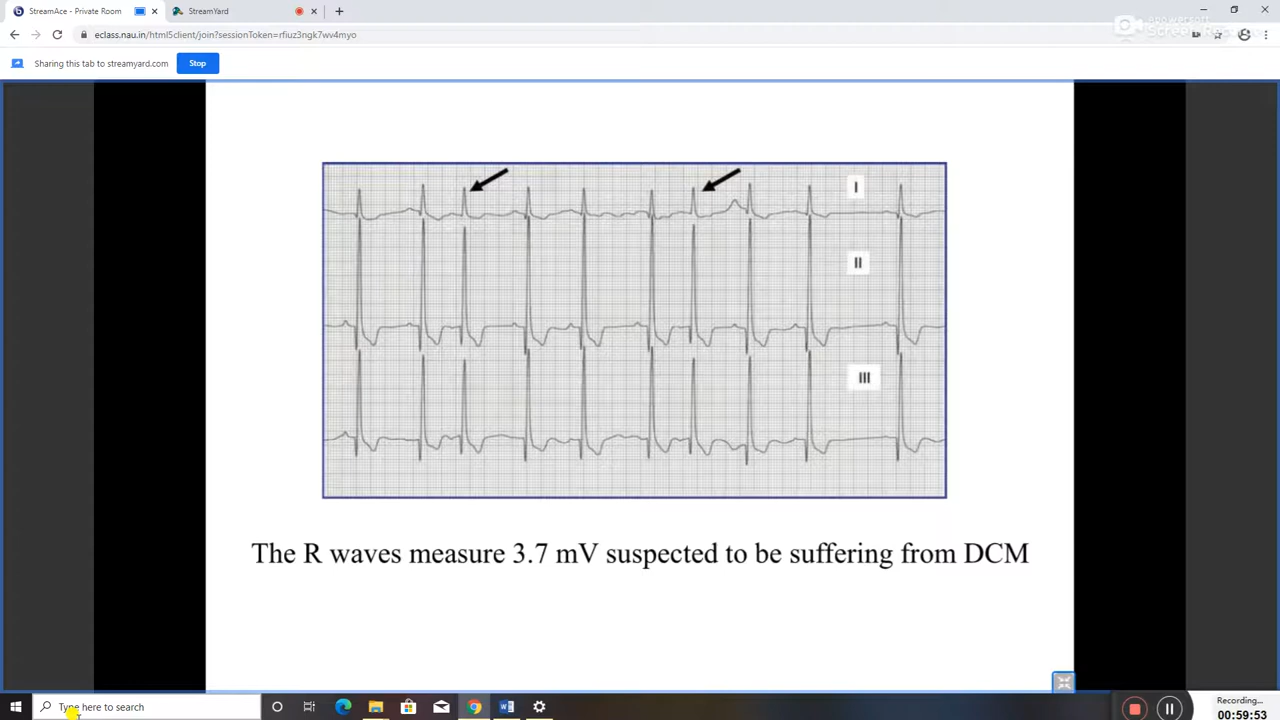 StreamAce - Private Room
StreamYard
eclass.nau.in/html5client/join?sessionToken=rfiuz3ngk7wv4myo
Sharing this tab to streamyard.com
Stop
I
II
III
The R waves measure 3.7 mV suspected to be suffering from DCM
Type here to search
Recording...
00:59:53